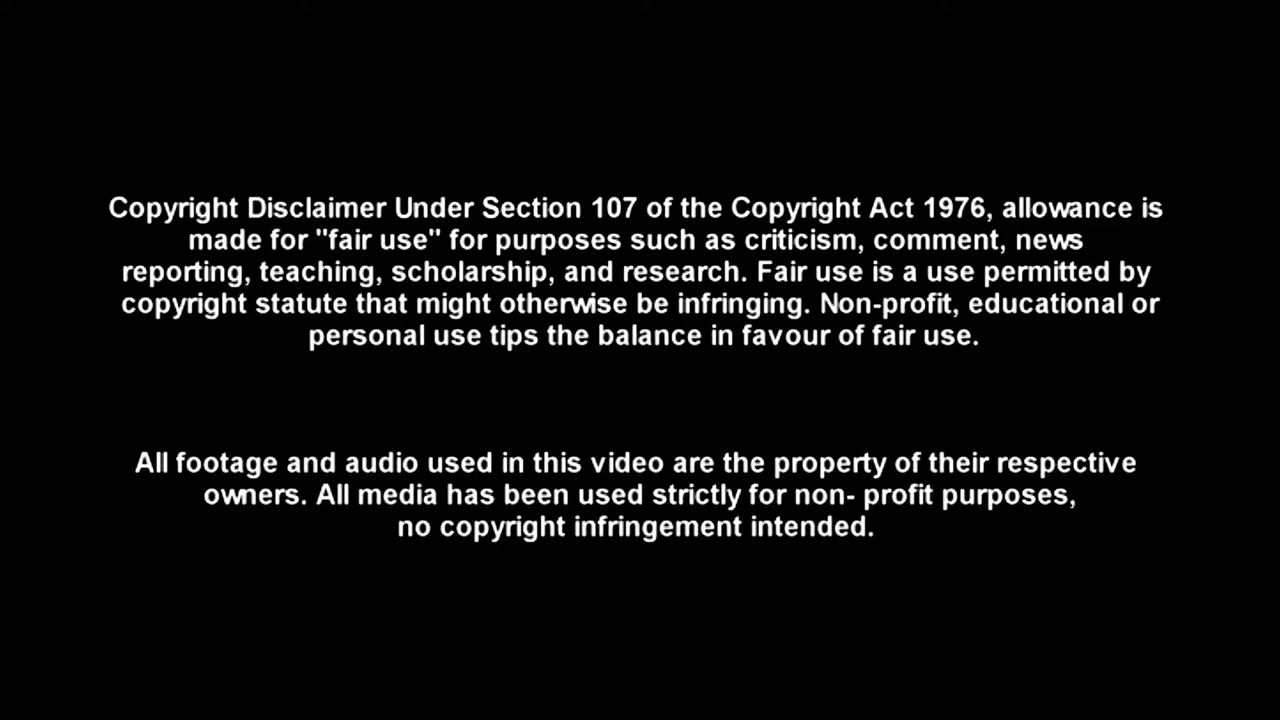 Copyright Disclaimer Under Section 107 of the Copyright Act 1976, allowance is
made for "fair use" for purposes such as criticism, comment, news
reporting, teaching, scholarship, and research. Fair use is a use permitted by
copyright statute that might otherwise be infringing. Non-profit, educational or
personal use tips the balance in favour of fair use.
All footage and audio used in this video are the property of their respective
owners. All media has been used strictly for non- profit purposes,
no copyright infringement intended.